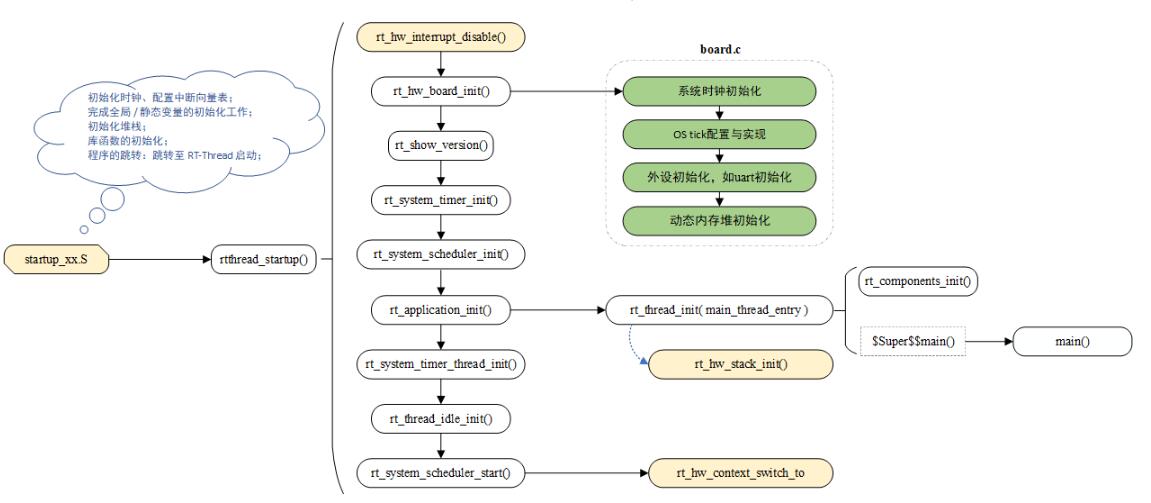 初始化时钟、配置中断向量表；
完成全局 / 静态变量的初始化工作；
初始化堆栈；
库函数的初始化；
程序的跳转：跳转至 RT-Thread 启动；
startup_xx.S
rtthread_startup()
rt_hw_interrupt_disable()
rt_hw_board_init()
rt_show_version()
rt_system_timer_init()
rt_system_scheduler_init()
rt_application_init()
rt_system_timer_thread_init()
rt_thread_idle_init()
rt_system_scheduler_start()
board.c
系统时钟初始化
OS tick配置与实现
外设初始化，如uart初始化
动态内存堆初始化
rt_thread_init( main_thread_entry )
rt_hw_stack_init()
rt_components_init()
$Super$$main()
main()
rt_hw_context_switch_to